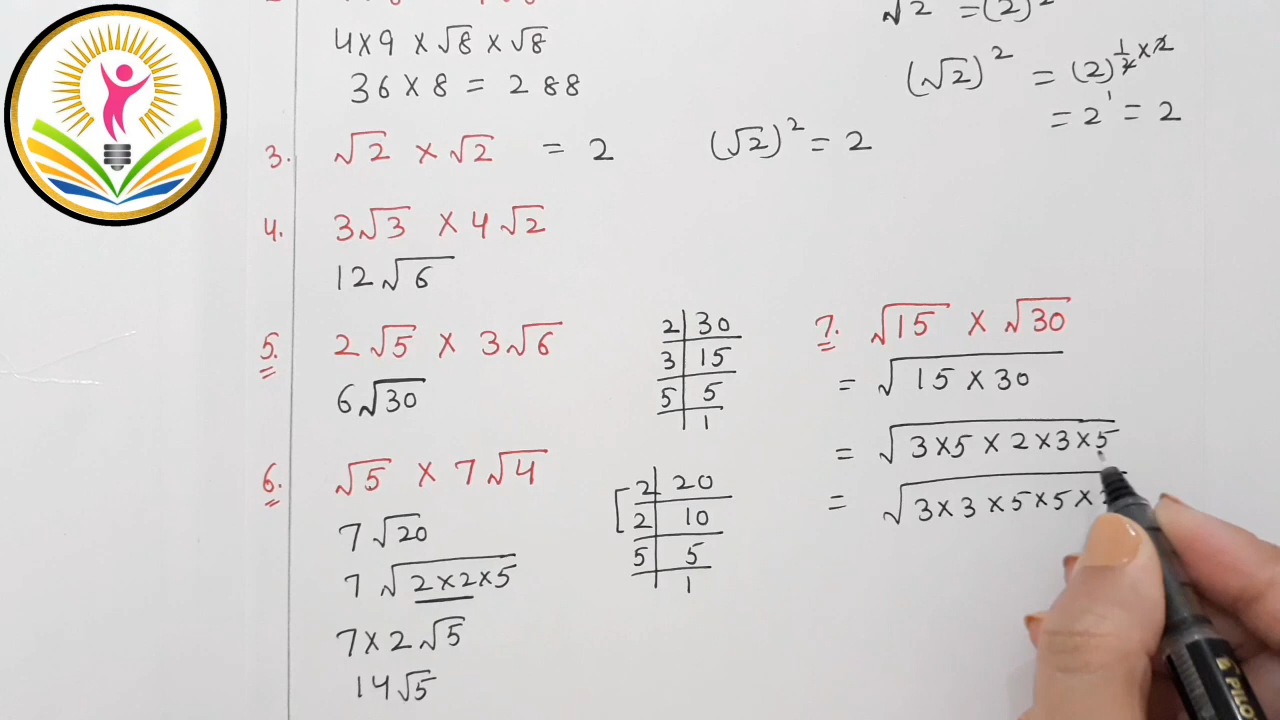 4×9 × √8 × √8
36 × 8 = 288
3. √2 × √2 = 2
4. 3√3 × 4√2
12√6
5. 2√5 × 3√6
6√30
6. √5 × 7√4
7√20
7√2×2×5
7×2√5
14√5
2 | 30
3 | 15
5 | 5
1
2 | 20
2 | 10
5 | 5
1
√2 = (2)
(√2)² = (2)^1/2 × 2
= 2¹ = 2
(√2)² = 2
7. √15 × √30
= √15 × 30
= √3×5×2×3×5
= √3×3×5×5×
PILO